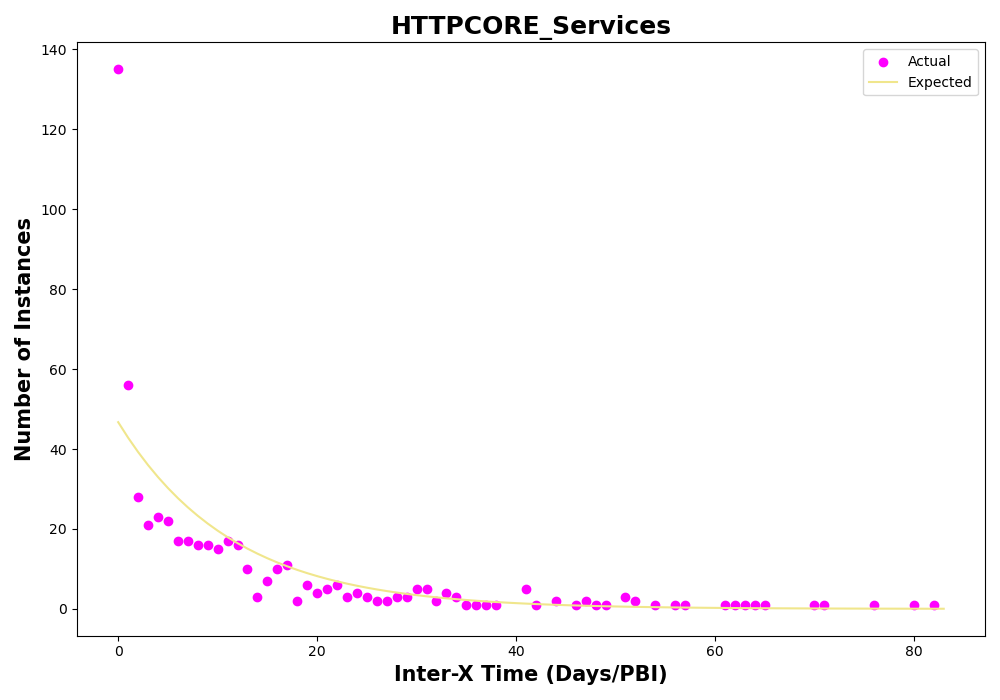 HTTPCORE_Services
140
120
100
80
60
40
20
0
Number of Instances
Actual
Expected
0 20 40 60 80
Inter-X Time (Days/PBI)